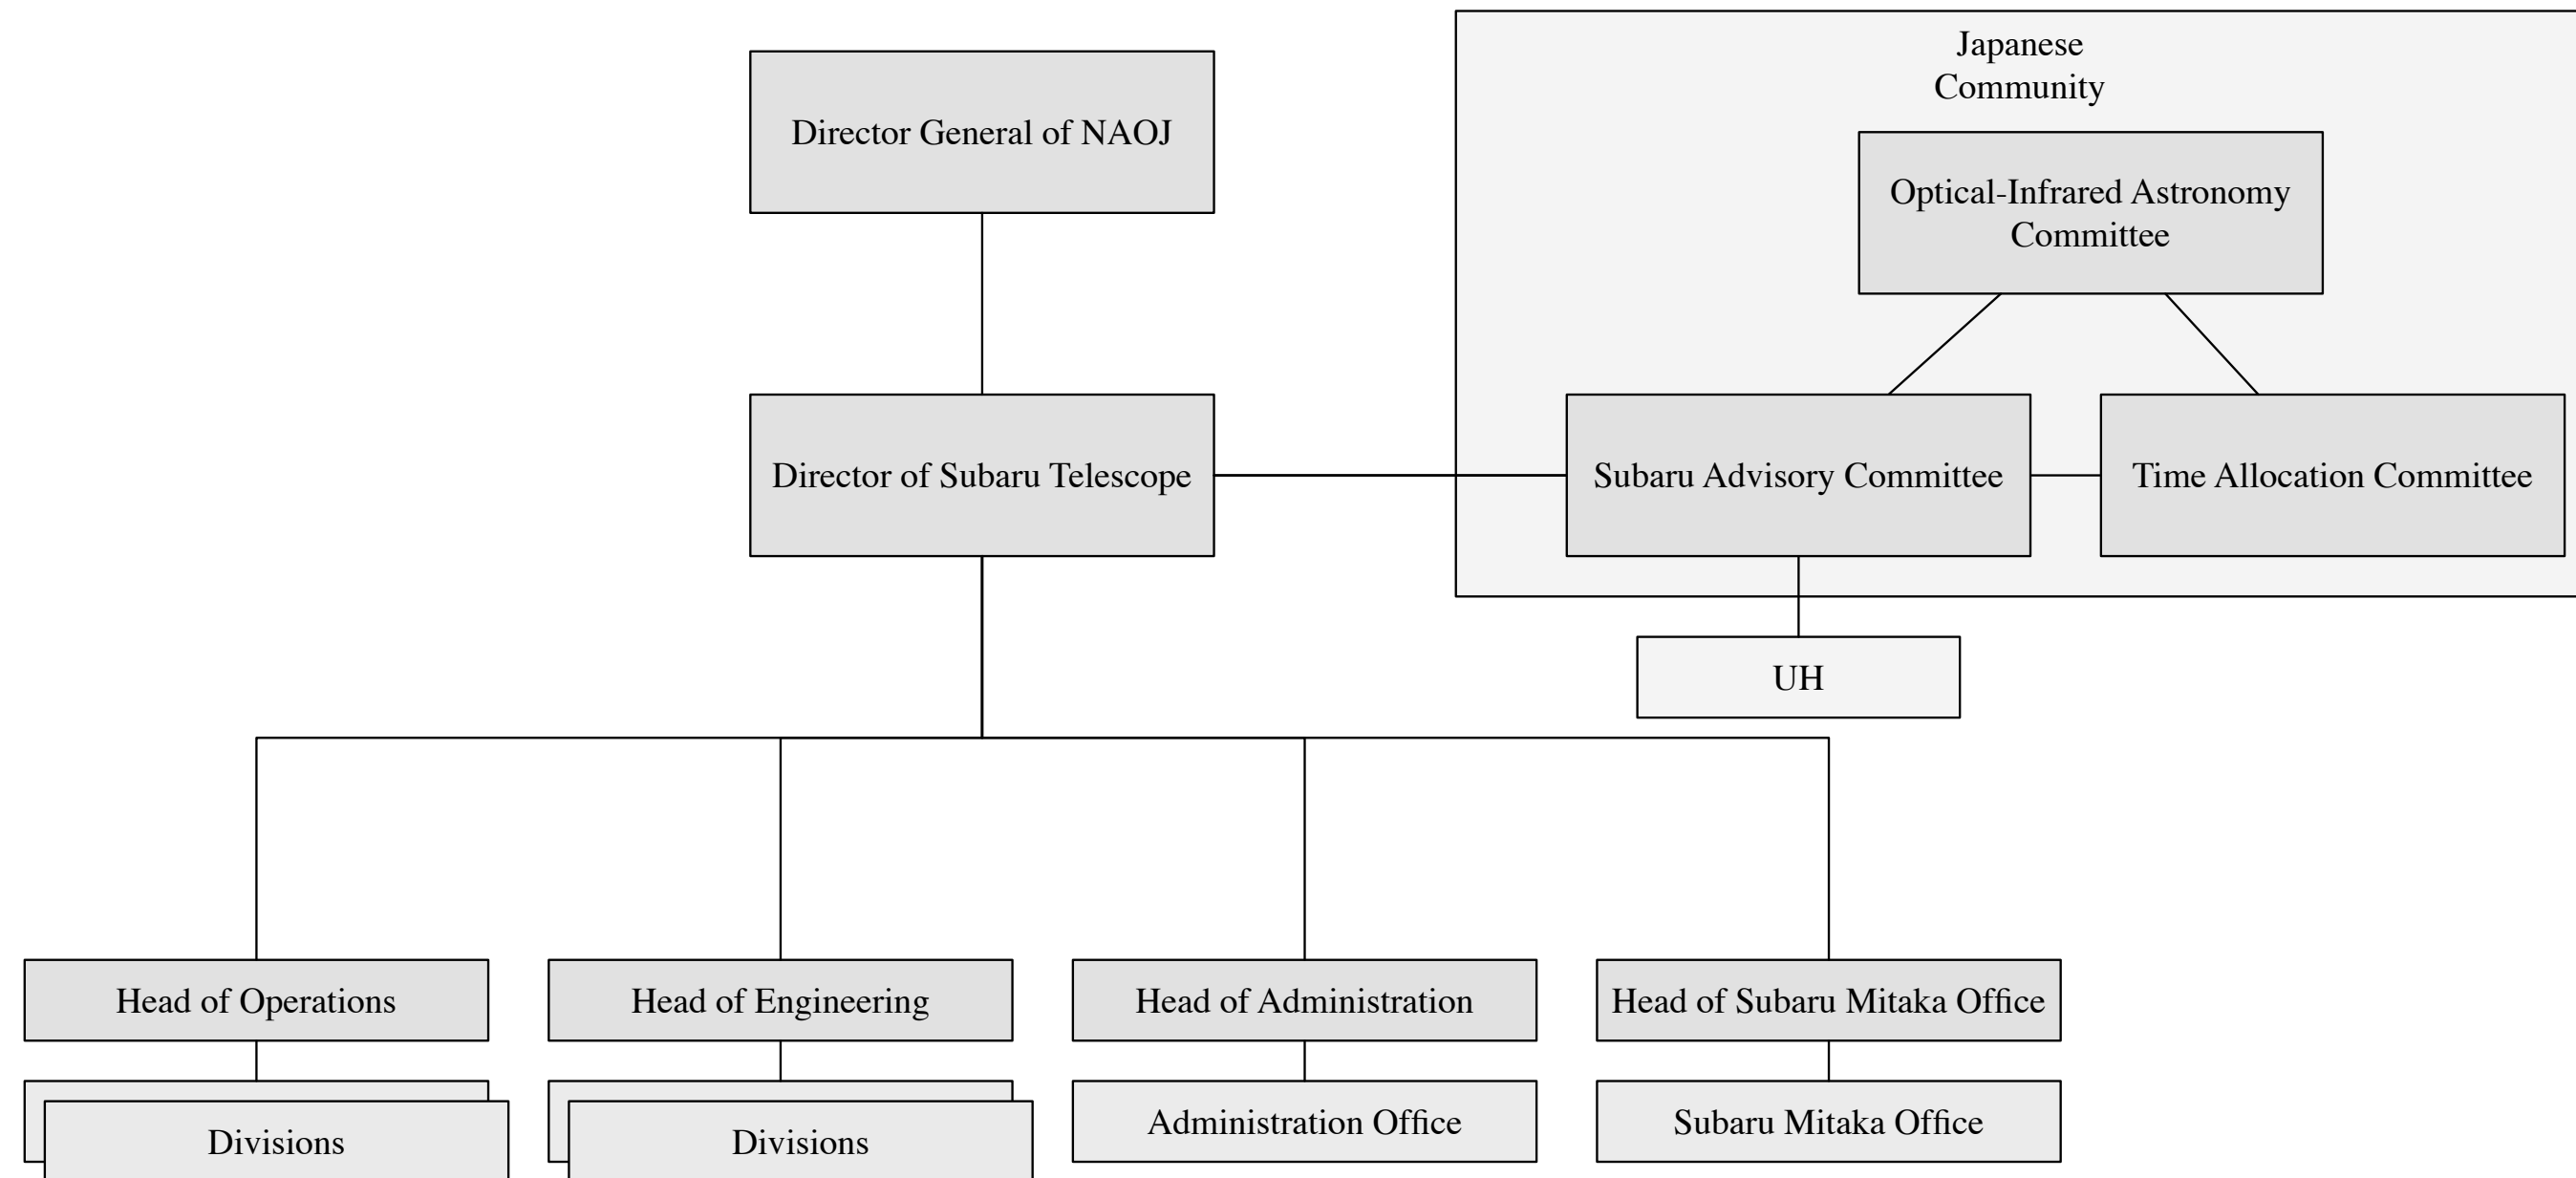 Japanese
Community
Director General of NAOJ
Optical-Infrared Astronomy
Committee
Director of Subaru Telescope
Subaru Advisory Committee
Time Allocation Committee
UH
Head of Operations
Head of Engineering
Head of Administration
Head of Subaru Mitaka Office
Divisions
Divisions
Administration Office
Subaru Mitaka Office